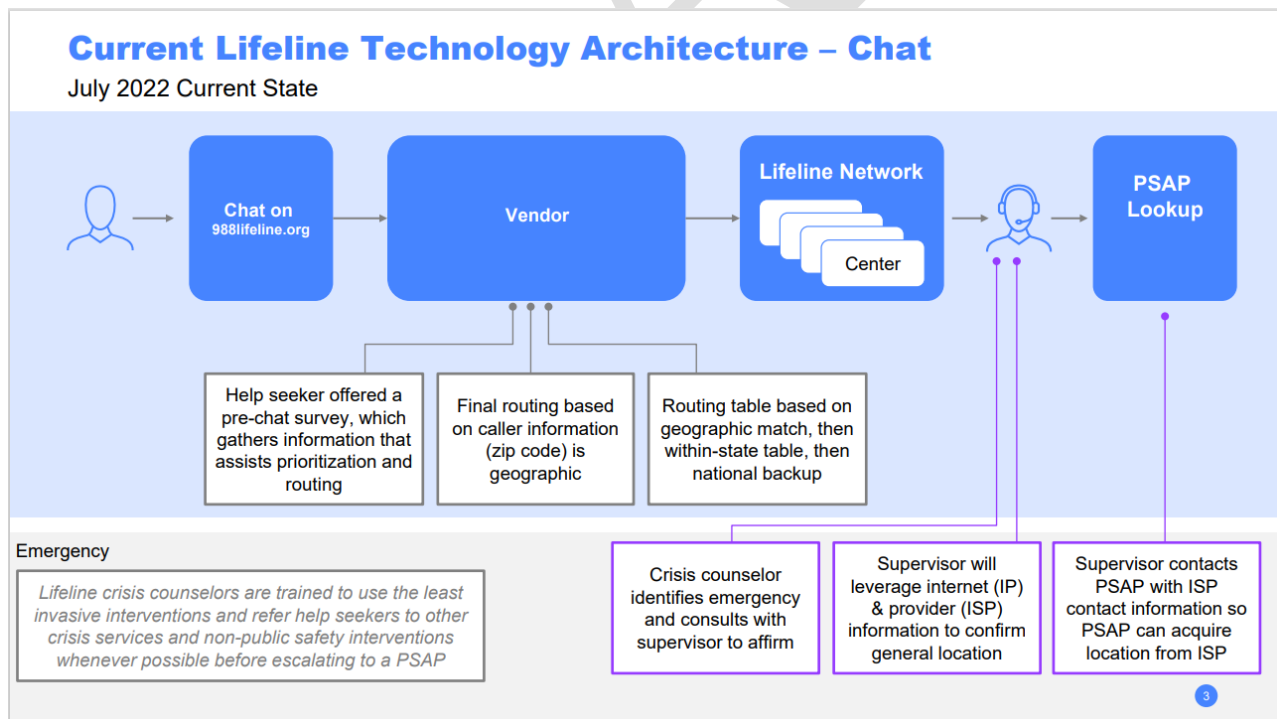 Current Lifeline Technology Architecture – Chat
July 2022 Current State
Chat on
988lifeline.org
Vendor
Lifeline Network
Center
PSAP
Lookup
Help seeker offered a
pre-chat survey, which
gathers information that
assists prioritization and
routing
Final routing based
on caller information
(zip code) is
geographic
Routing table based on
geographic match, then
within-state table, then
national backup
Emergency
Lifeline crisis counselors are trained to use the least
invasive interventions and refer help seekers to other
crisis services and non-public safety interventions
whenever possible before escalating to a PSAP
Crisis counselor
identifies emergency
and consults with
supervisor to affirm
Supervisor will
leverage internet (IP)
& provider (ISP)
information to confirm
general location
Supervisor contacts
PSAP with ISP
contact information so
PSAP can acquire
location from ISP
3